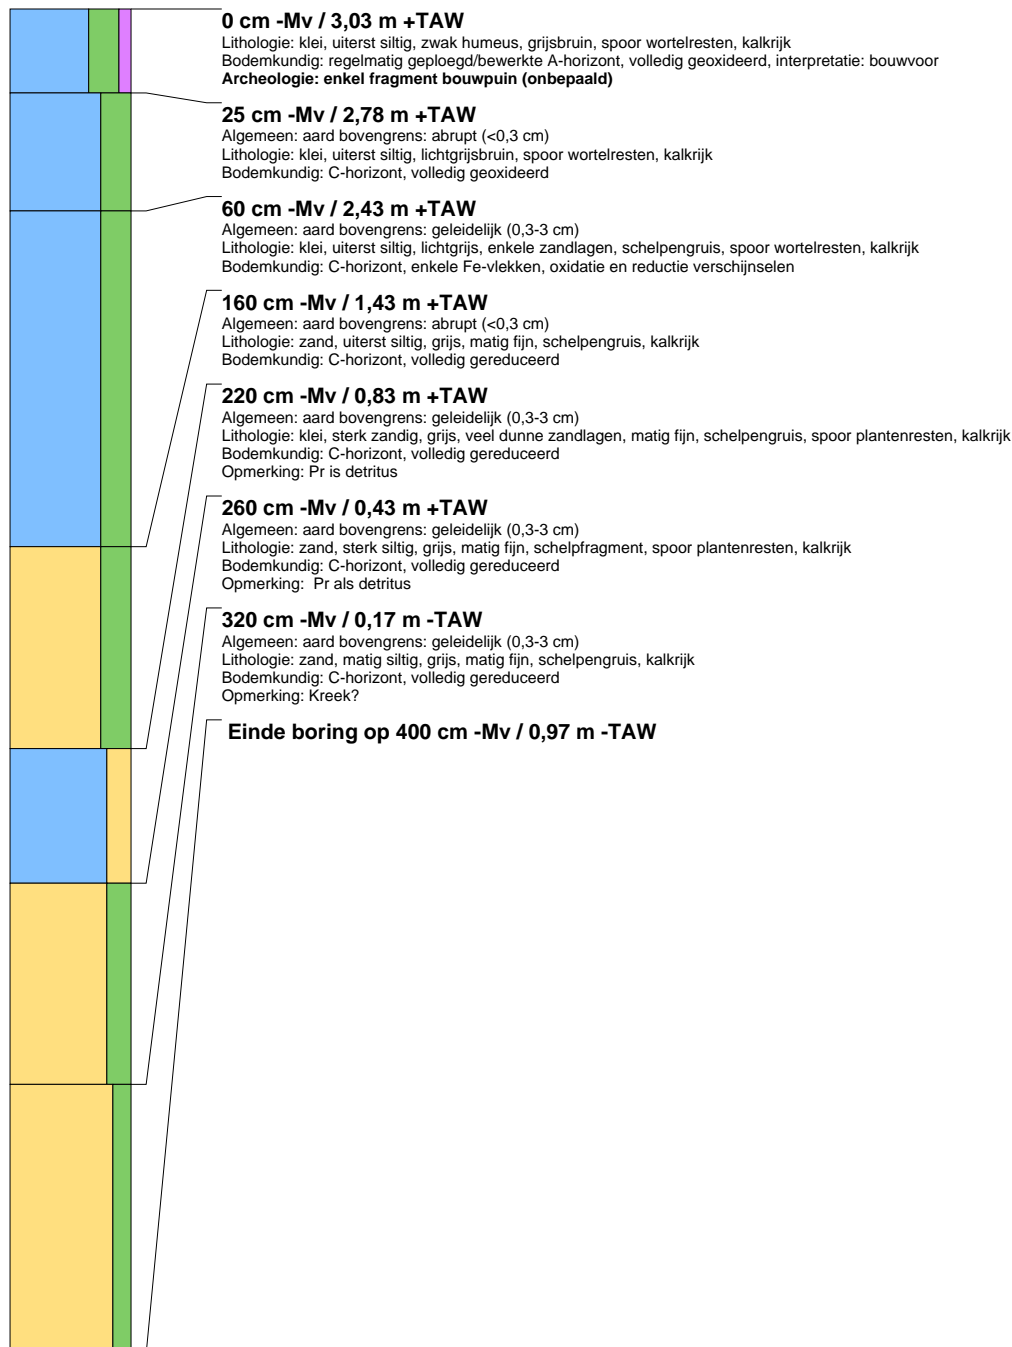 0 cm -Mv / 3,03 m +TAW
Lithologie: klei, uiterst siltig, zwak humeus, grijsbruin, spoor wortelresten, kalkrijk
Bodemkundig: regelmatig geploegd/bewerkte A-horizont, volledig geoxideerd, interpretatie: bouwvoor
Archeologie: enkel fragment bouwpuin (onbepaald)
25 cm -Mv / 2,78 m +TAW
Algemeen: aard bovengrens: abrupt (<0,3 cm)
Lithologie: klei, uiterst siltig, lichtgrijsbruin, spoor wortelresten, kalkrijk
Bodemkundig: C-horizont, volledig geoxideerd
60 cm -Mv / 2,43 m +TAW
Algemeen: aard bovengrens: geleidelijk (0,3-3 cm)
Lithologie: klei, uiterst siltig, lichtgrijs, enkele zandlagen, schelpengruis, spoor wortelresten, kalkrijk
Bodemkundig: C-horizont, enkele Fe-vlekken, oxidatie en reductie verschijnselen
160 cm -Mv / 1,43 m +TAW
Algemeen: aard bovengrens: abrupt (<0,3 cm)
Lithologie: zand, uiterst siltig, grijs, matig fijn, schelpengruis, kalkrijk
Bodemkundig: C-horizont, volledig gereduceerd
220 cm -Mv / 0,83 m +TAW
Algemeen: aard bovengrens: geleidelijk (0,3-3 cm)
Lithologie: klei, sterk zandig, grijs, veel dunne zandlagen, matig fijn, schelpengruis, spoor plantenresten, kalkrijk
Bodemkundig: C-horizont, volledig gereduceerd
Opmerking: Pr is detritus
260 cm -Mv / 0,43 m +TAW
Algemeen: aard bovengrens: geleidelijk (0,3-3 cm)
Lithologie: zand, sterk siltig, grijs, matig fijn, schelpfragment, spoor plantenresten, kalkrijk
Bodemkundig: C-horizont, volledig gereduceerd
Opmerking:  Pr als detritus
320 cm -Mv / 0,17 m -TAW
Algemeen: aard bovengrens: geleidelijk (0,3-3 cm)
Lithologie: zand, matig siltig, grijs, matig fijn, schelpengruis, kalkrijk
Bodemkundig: C-horizont, volledig gereduceerd
Opmerking: Kreek?
Einde boring op 400 cm -Mv / 0,97 m -TAW